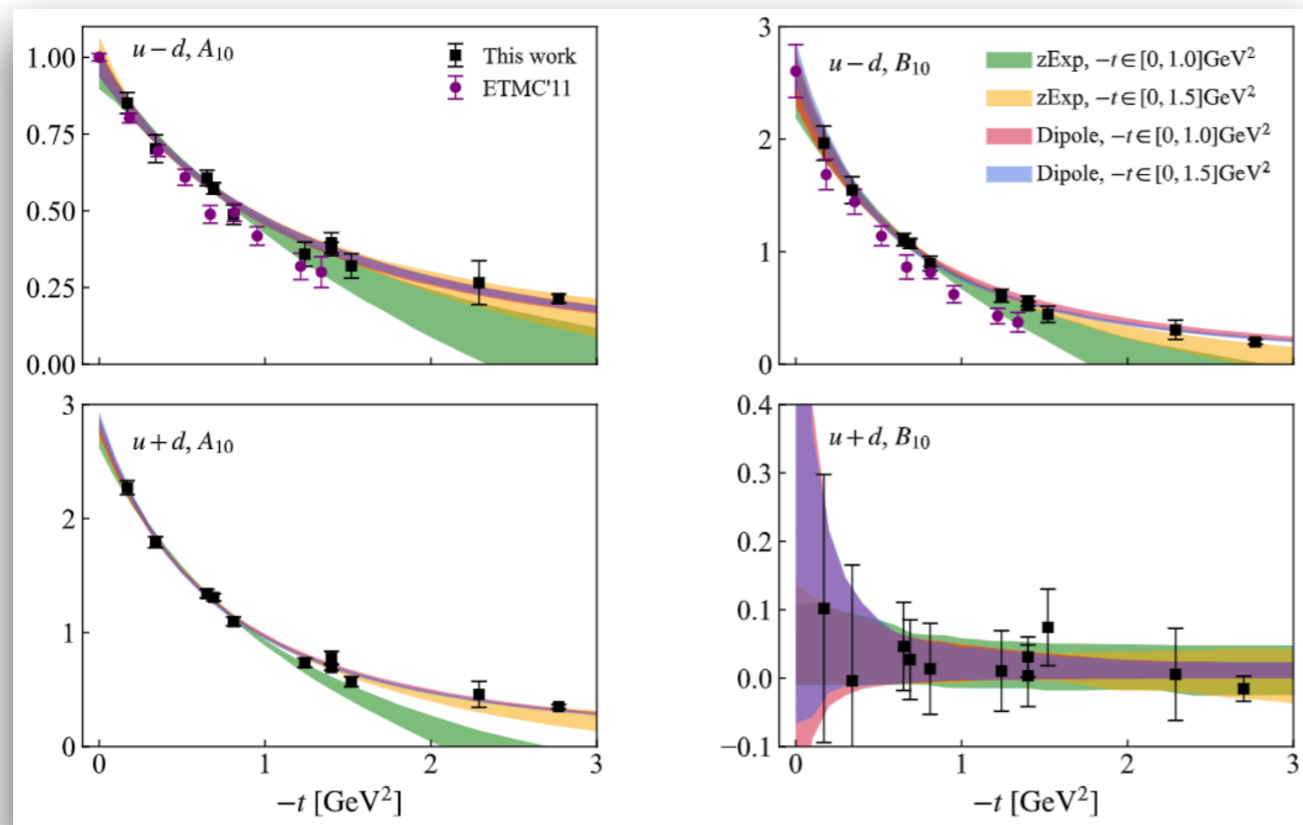 u−d, A₁₀
This work
ETMC'11
1.00
0.75
0.50
0.25
0.00
u−d, B₁₀
zExp, −t∈[0, 1.0]GeV²
zExp, −t∈[0, 1.5]GeV²
Dipole, −t∈[0, 1.0]GeV²
Dipole, −t∈[0, 1.5]GeV²
3
2
1
0
u+d, A₁₀
3
2
1
0
0 1 2 3
−t [GeV²]
u+d, B₁₀
0.4
0.3
0.2
0.1
0.0
−0.1
0 1 2 3
−t [GeV²]